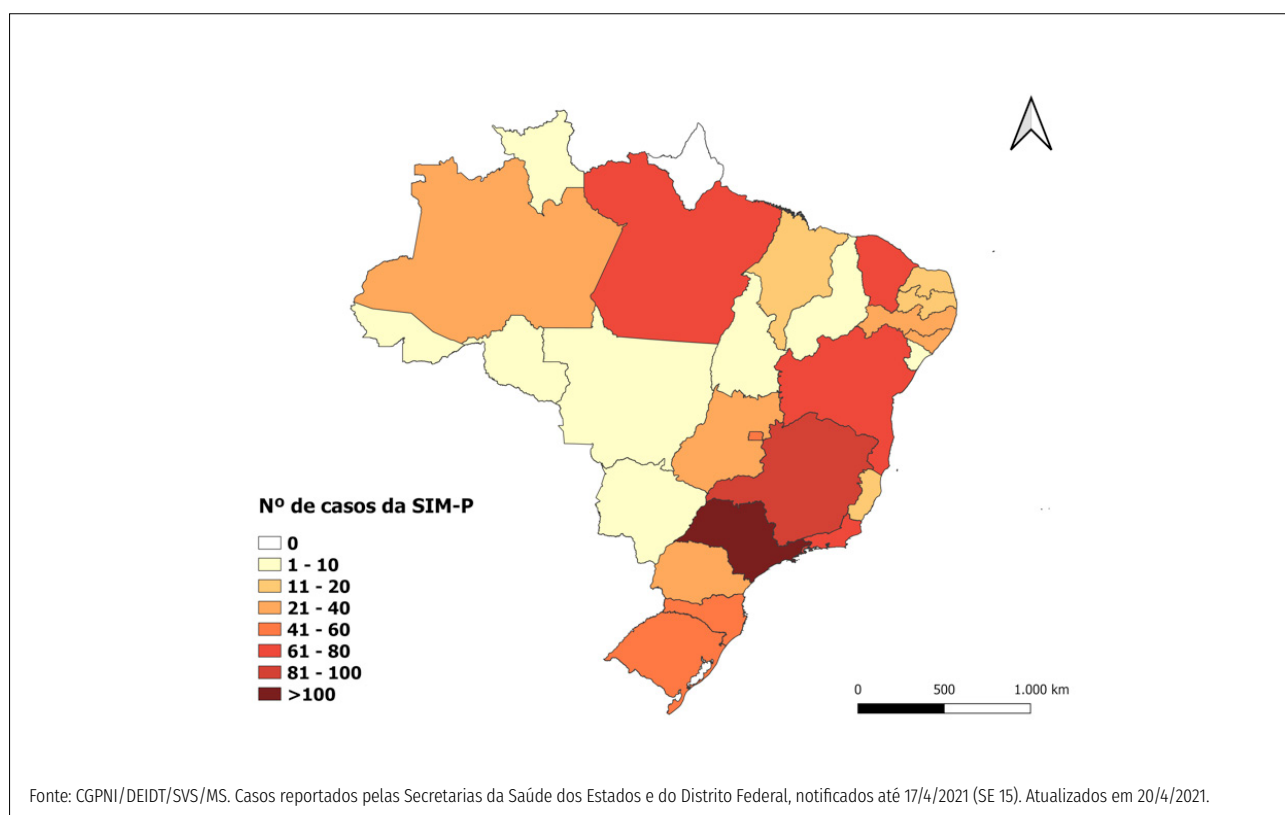 Nº de casos da SIM-P
0
1 - 10
11 - 20
21 - 40
41 - 60
61 - 80
81 - 100
>100
0 500 1.000 km
Fonte: CGPNI/DEIDT/SVS/MS. Casos reportados pelas Secretarias da Saúde dos Estados e do Distrito Federal, notificados até 17/4/2021 (SE 15). Atualizados em 20/4/2021.